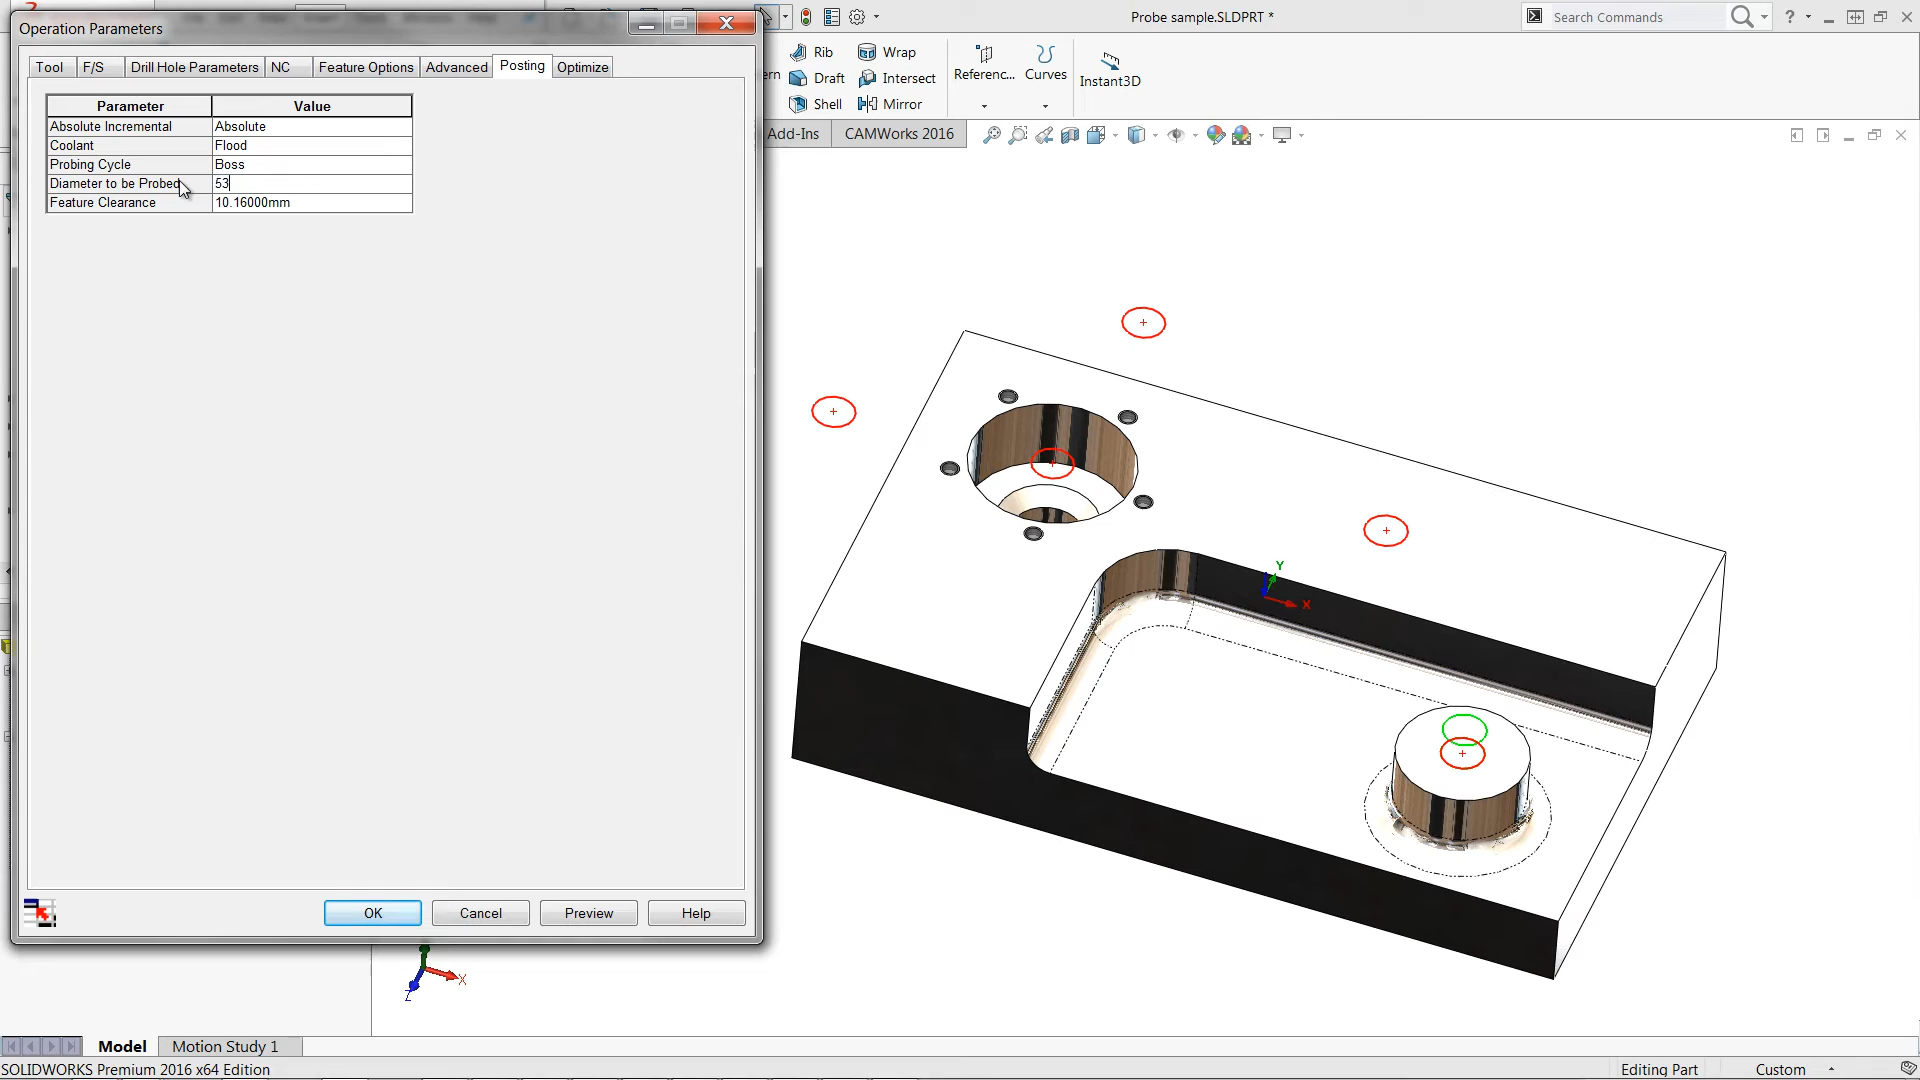 Operation Parameters
Probe sample.SLDPRT *
Search Commands
Rib
Wrap
Draft
Intersect
Shell
Mirror
Referenc...
Curves
Instant3D
Add-Ins
CAMWorks 2016
Tool
F/S
Drill Hole Parameters
NC
Feature Options
Advanced
Posting
Optimize
Parameter Value
Absolute Incremental Absolute
Coolant Flood
Probing Cycle Boss
Diameter to be Probed 53
Feature Clearance 10.16000mm
Y
X
OK
Cancel
Preview
Help
X
Z
Model
Motion Study 1
SOLIDWORKS Premium 2016 x64 Edition
Editing Part
Custom